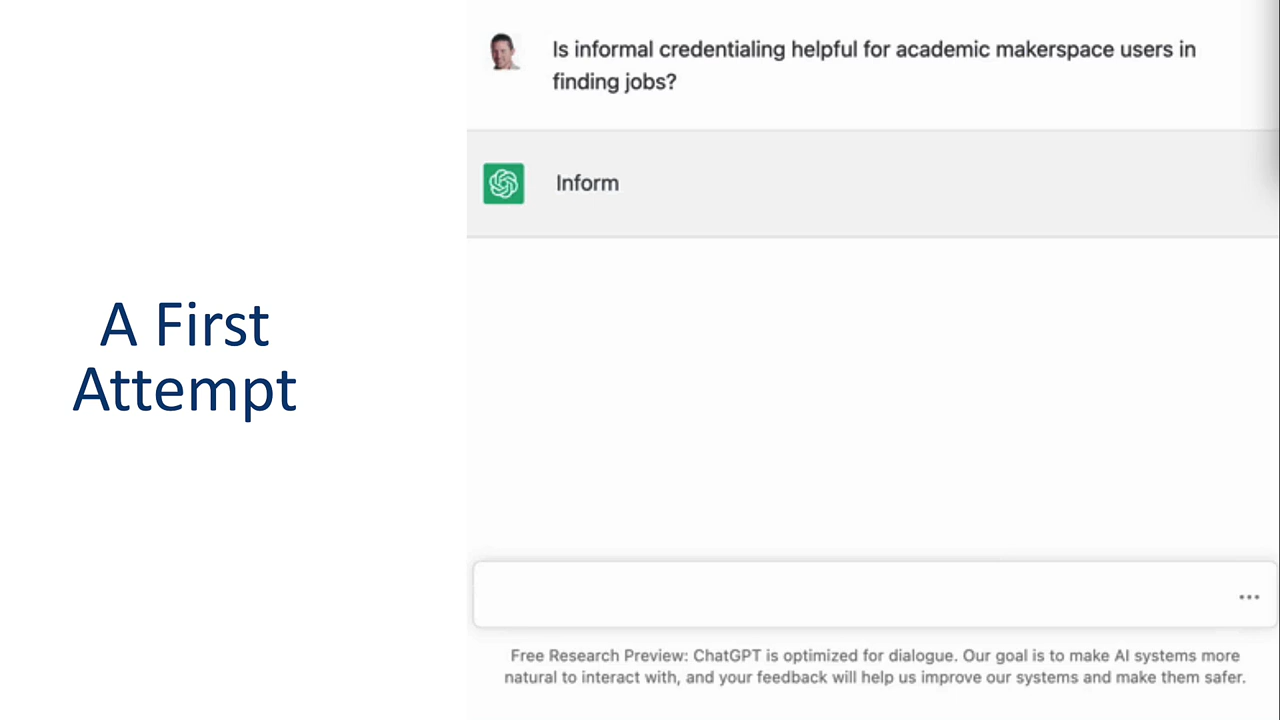 A First
Attempt
Is informal credentialing helpful for academic makerspace users in
finding jobs?
Inform
Free Research Preview: ChatGPT is optimized for dialogue. Our goal is to make AI systems more
natural to interact with, and your feedback will help us improve our systems and make them safer.